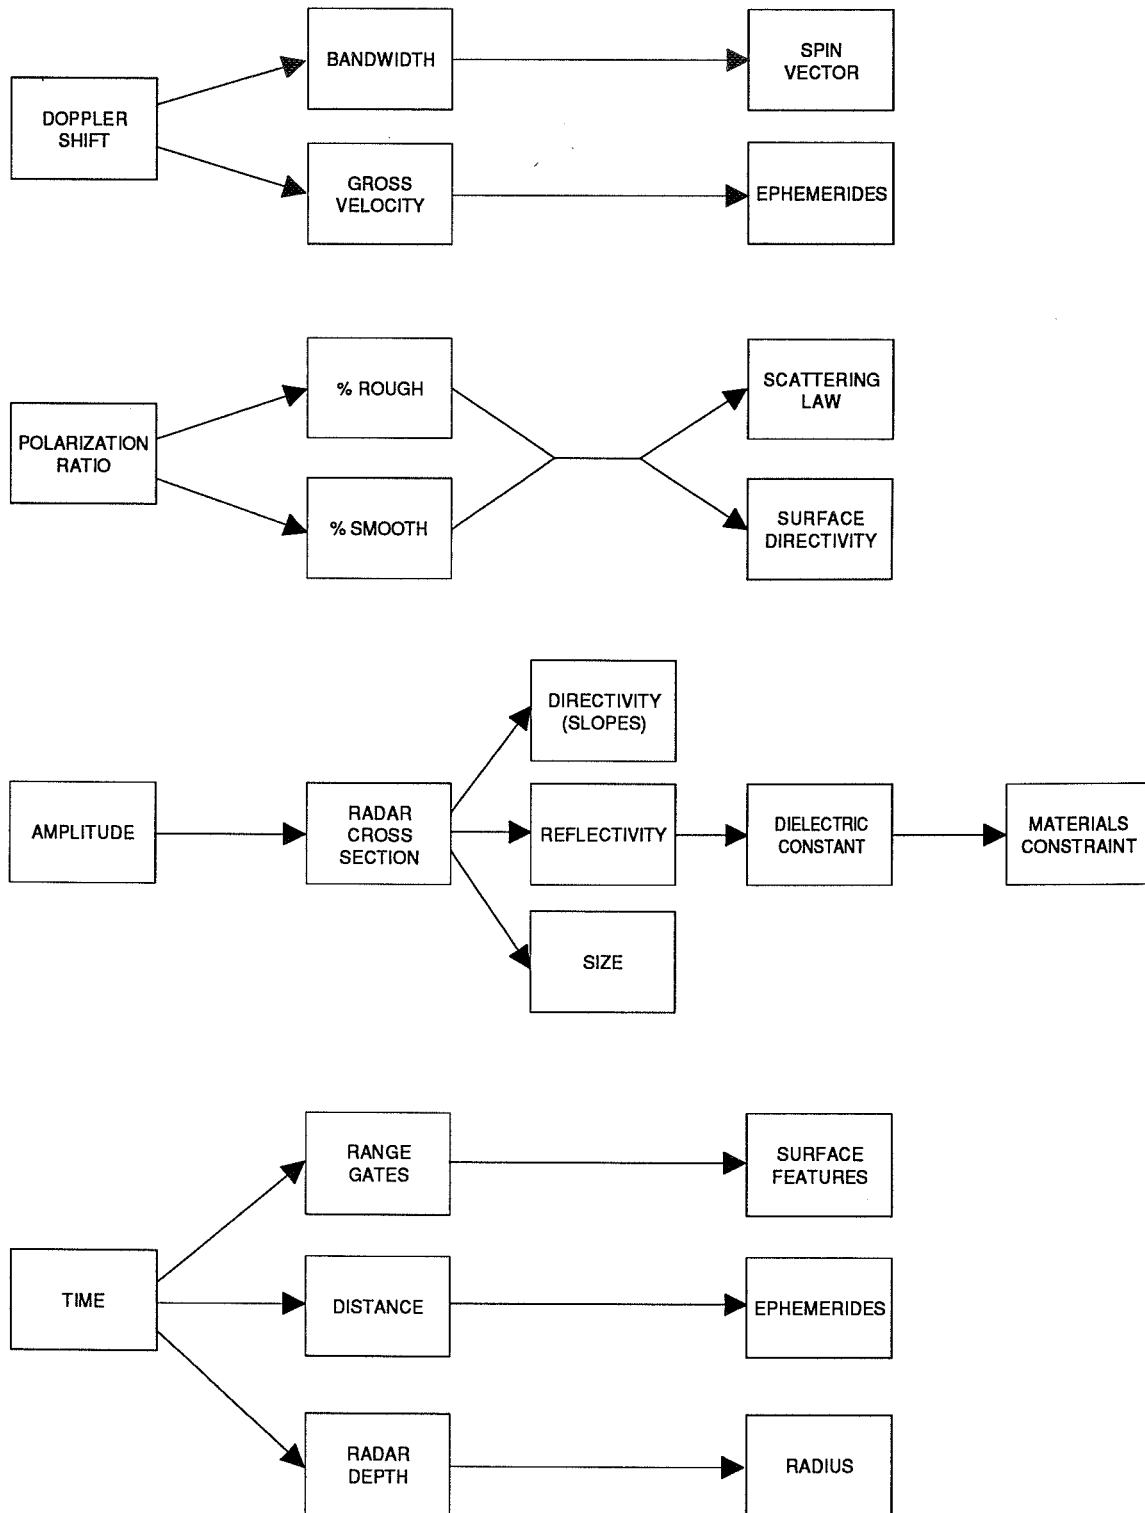 BANDWIDTH
SPIN
VECTOR
DOPPLER
SHIFT
GROSS
VELOCITY
EPHEMERIDES
% ROUGH
SCATTERING
LAW
POLARIZATION
RATIO
% SMOOTH
SURFACE
DIRECTIVITY
DIRECTIVITY
(SLOPES)
AMPLITUDE
RADAR
CROSS
SECTION
REFLECTIVITY
DIELECTRIC
CONSTANT
MATERIALS
CONSTRAINT
SIZE
RANGE
GATES
SURFACE
FEATURES
TIME
DISTANCE
EPHEMERIDES
RADAR
DEPTH
RADIUS